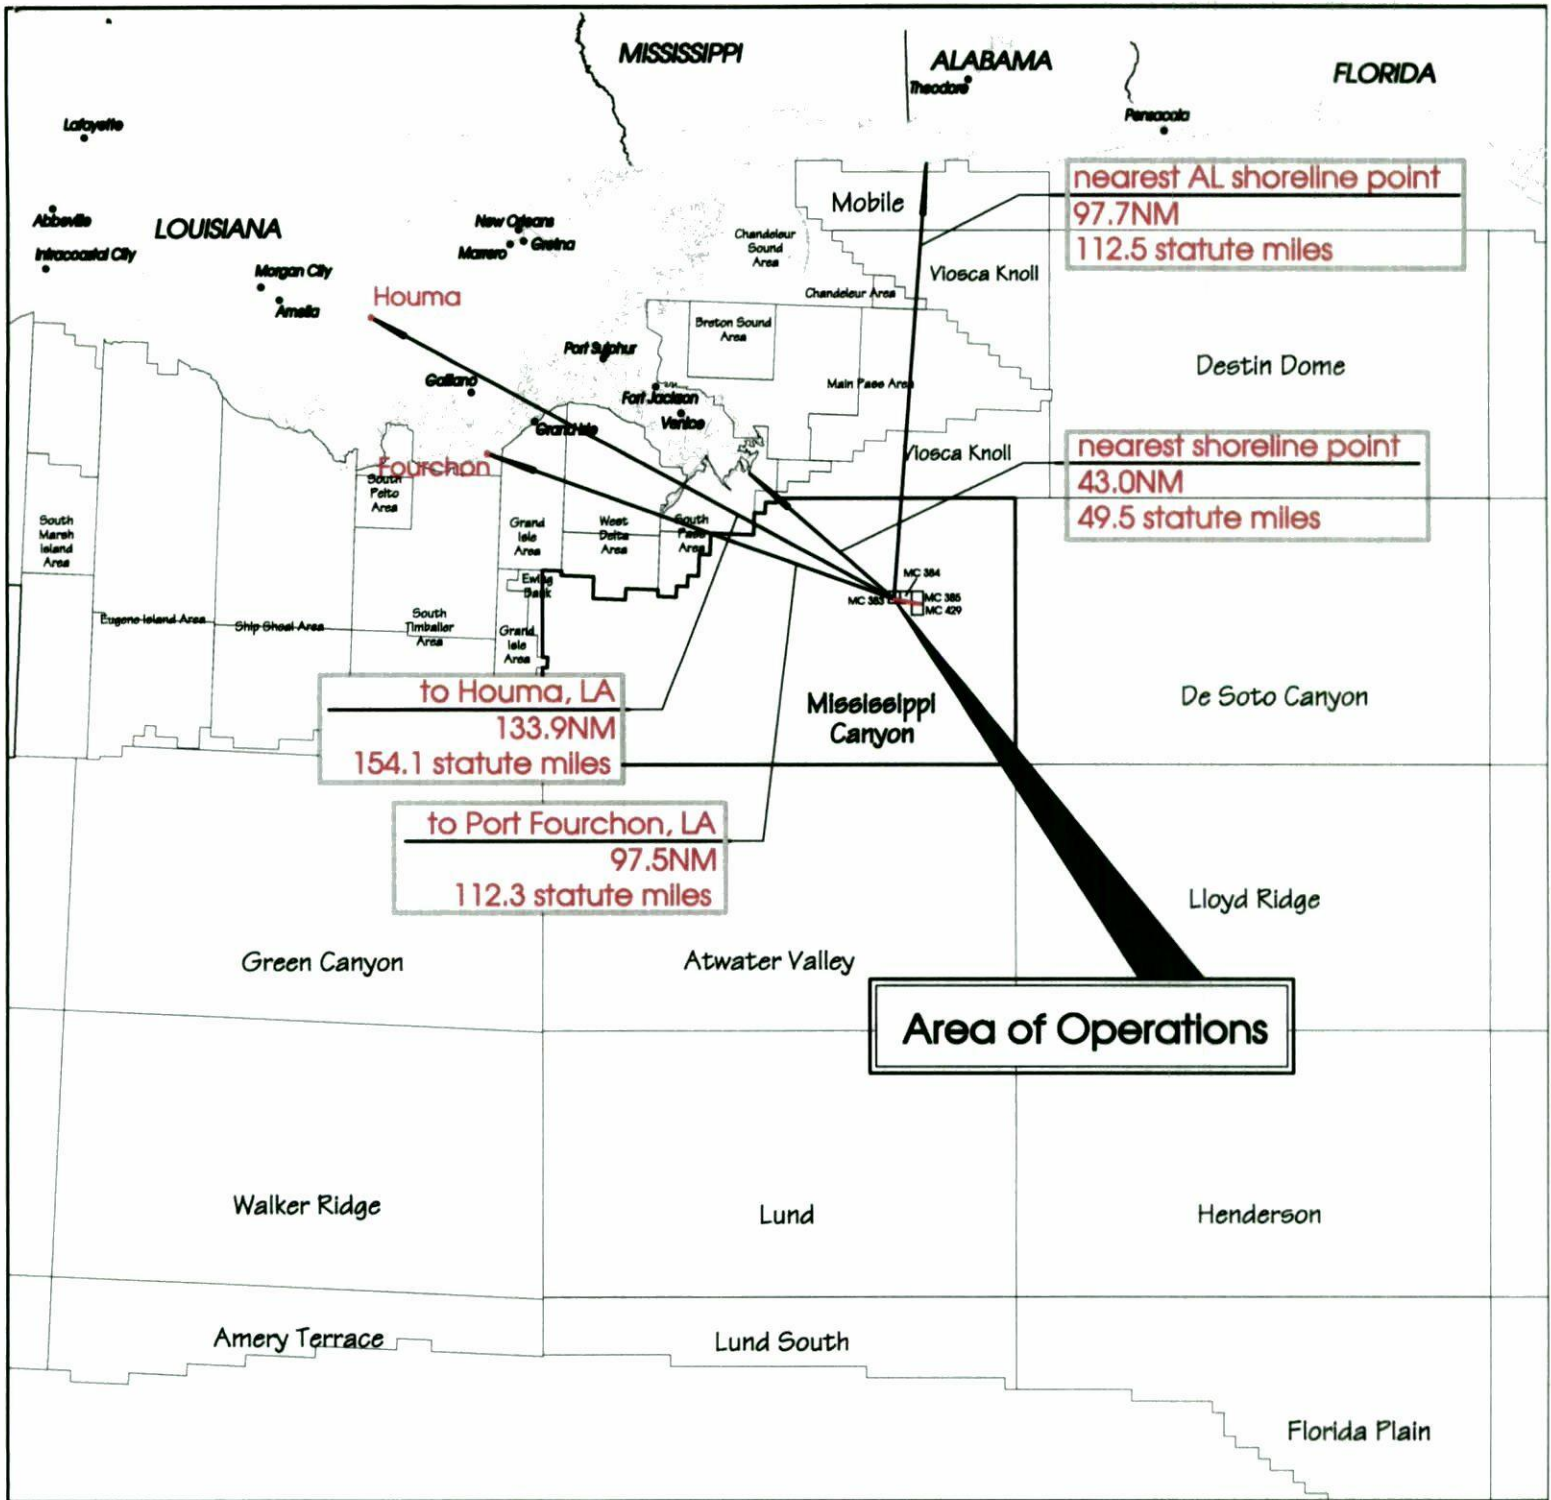 MISSISSIPPI
ALABAMA
FLORIDA
Theodore
Pensacola
Lafayette
nearest AL shoreline point
97.7NM
112.5 statute miles
Mobile
Abbeville
LOUISIANA
New Orleans
Marrero
Gretna
Chandeleur
Sound
Area
Intracoastal City
Morgan City
Amelia
Viosca Knoll
Houma
Chandeleur Area
Breton Sound
Area
Port Sulphur
Destin Dome
Galliano
Main Pass Area
Fort Jackson
Venice
Grand Isle
Viosca Knoll
nearest shoreline point
43.0NM
49.5 statute miles
Fourchon
South
Pelto
Area
South
Marsh
Island
Area
Grand
Isle
Area
West
Delta
Area
South
Pass
Area
Ewing
Bank
MC 384
MC 383
MC 385
MC 429
Eugene Island Area
Ship Shoal Area
South
Timbalier
Area
Grand
Isle
Area
to Houma, LA
133.9NM
154.1 statute miles
Mississippi
Canyon
De Soto Canyon
to Port Fourchon, LA
97.5NM
112.3 statute miles
Lloyd Ridge
Green Canyon
Atwater Valley
Area of Operations
Walker Ridge
Lund
Henderson
Amery Terrace
Lund South
Florida Plain